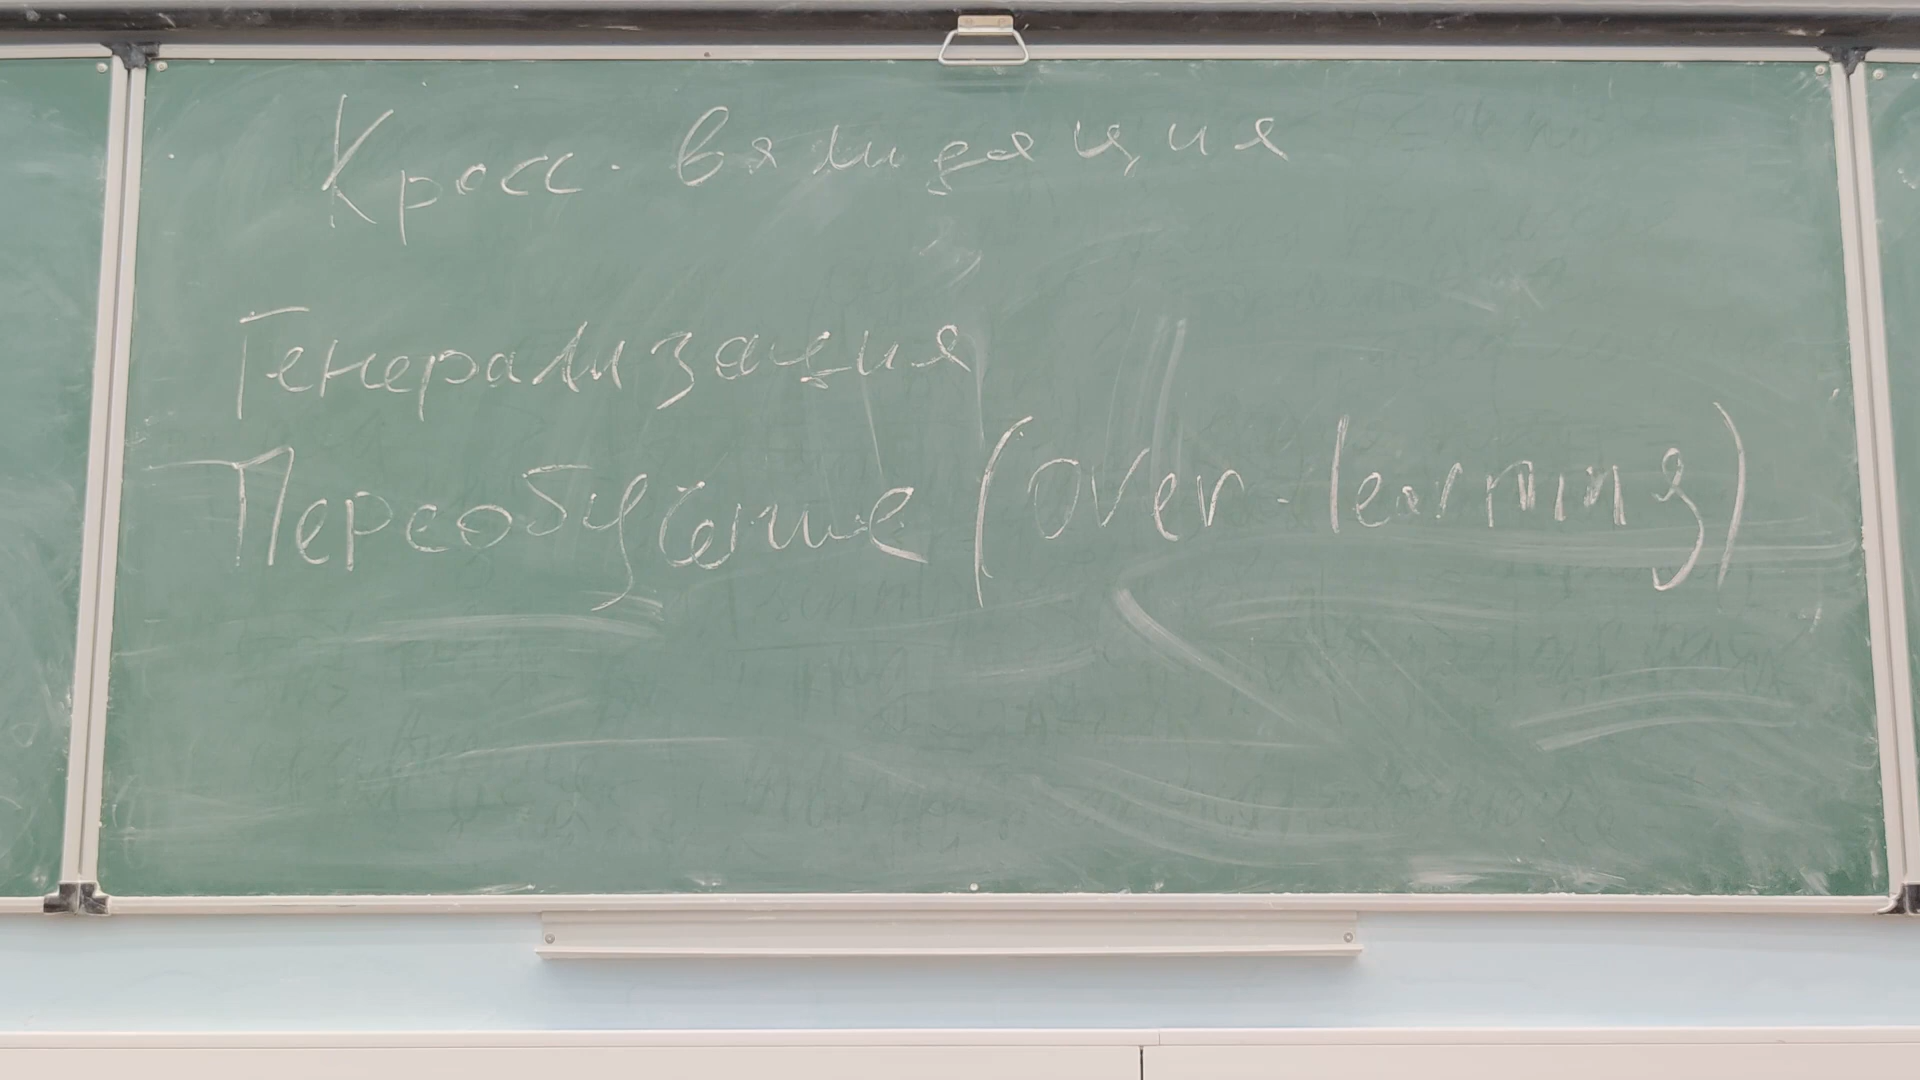 Кросс-валидация
Генерализация
Переобучение (over-learning)